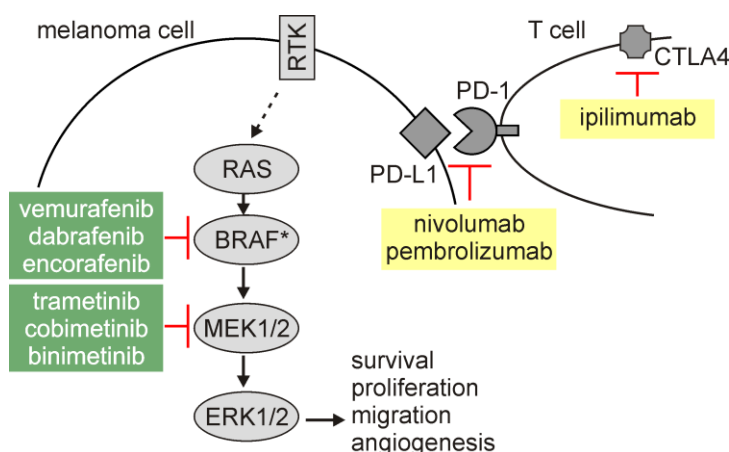 melanoma cell
RTK
T cell
CTLA4
PD-1
ipilimumab
PD-L1
RAS
vemurafenib
dabrafenib
encorafenib
BRAF*
nivolumab
pembrolizumab
trametinib
cobimetinib
binimetinib
MEK1/2
ERK1/2
survival
proliferation
migration
angiogenesis